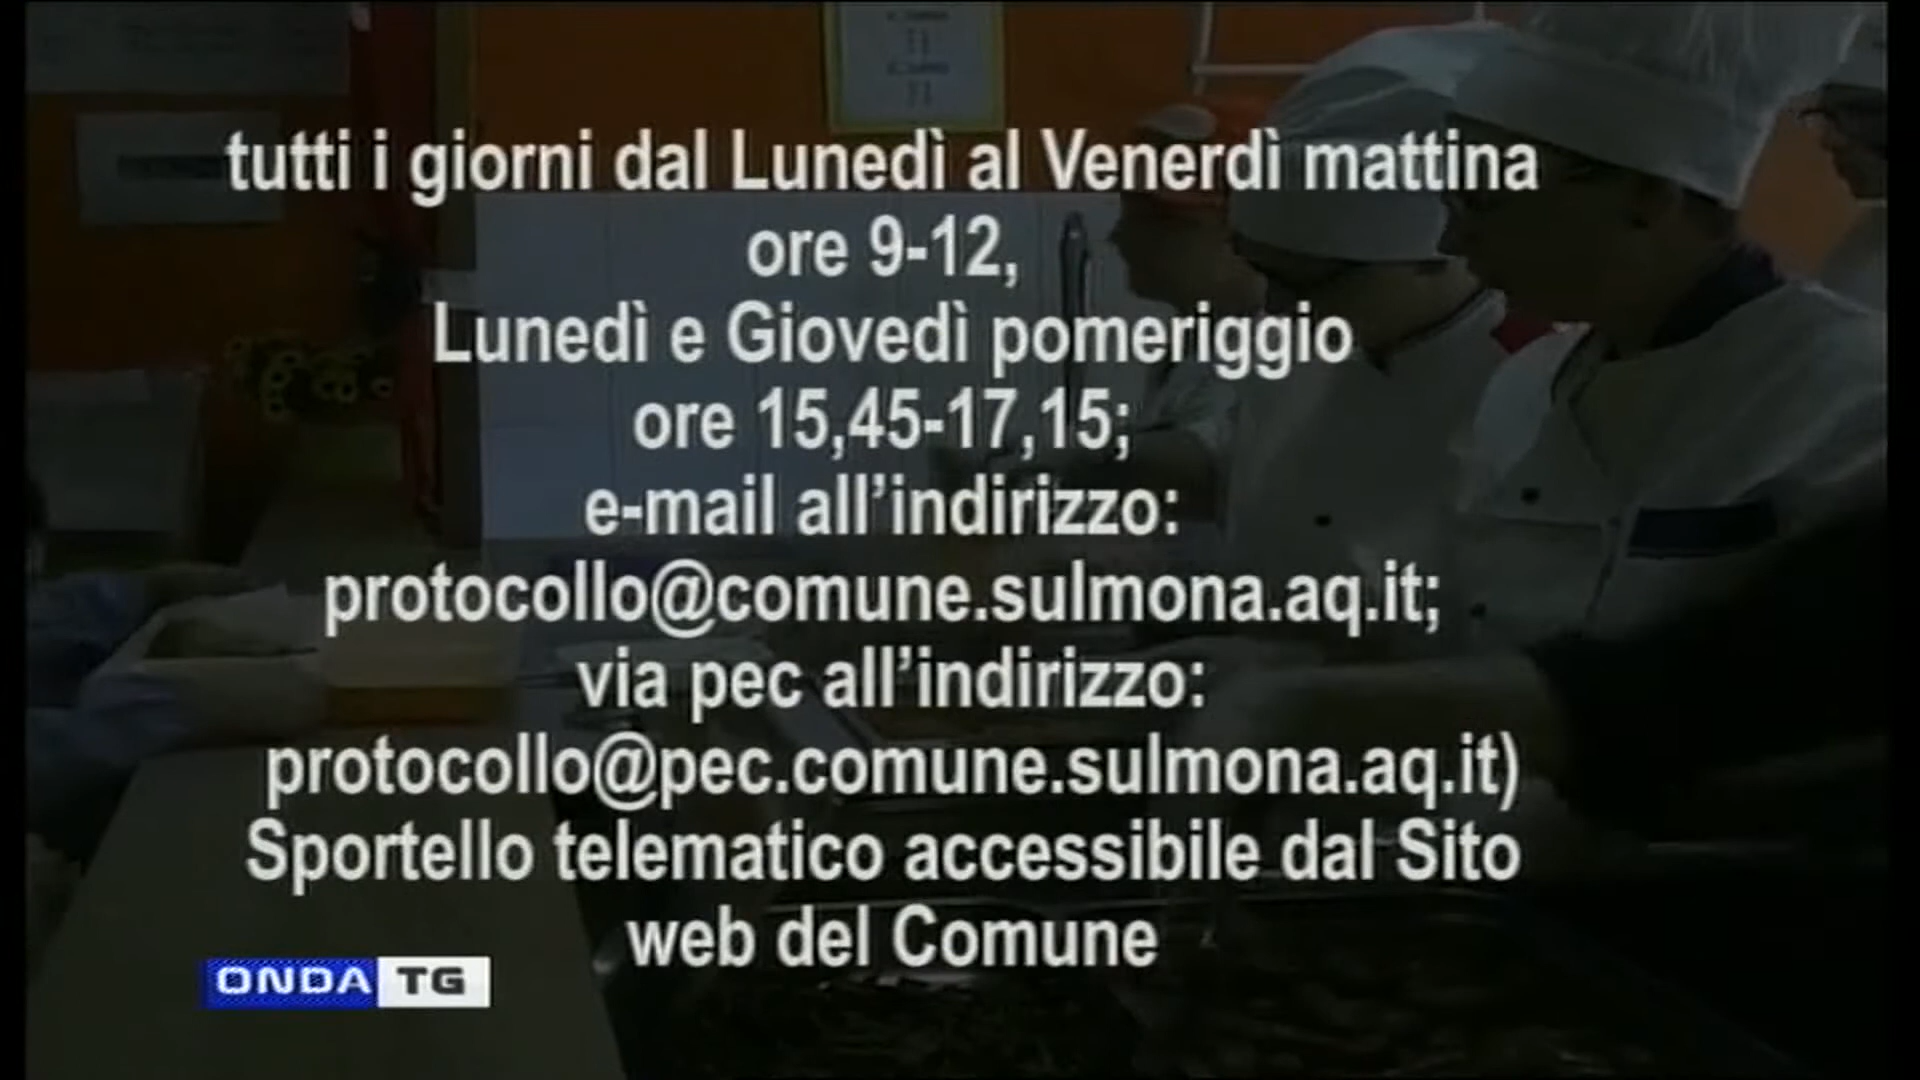 tutti i giorni dal Lunedì al Venerdì mattina
ore 9-12,
Lunedì e Giovedì pomeriggio
ore 15,45-17,15;
e-mail all’indirizzo:
protocollo@comune.sulmona.aq.it;
via pec all’indirizzo:
protocollo@pec.comune.sulmona.aq.it)
Sportello telematico accessibile dal Sito
web del Comune
ONDA TG